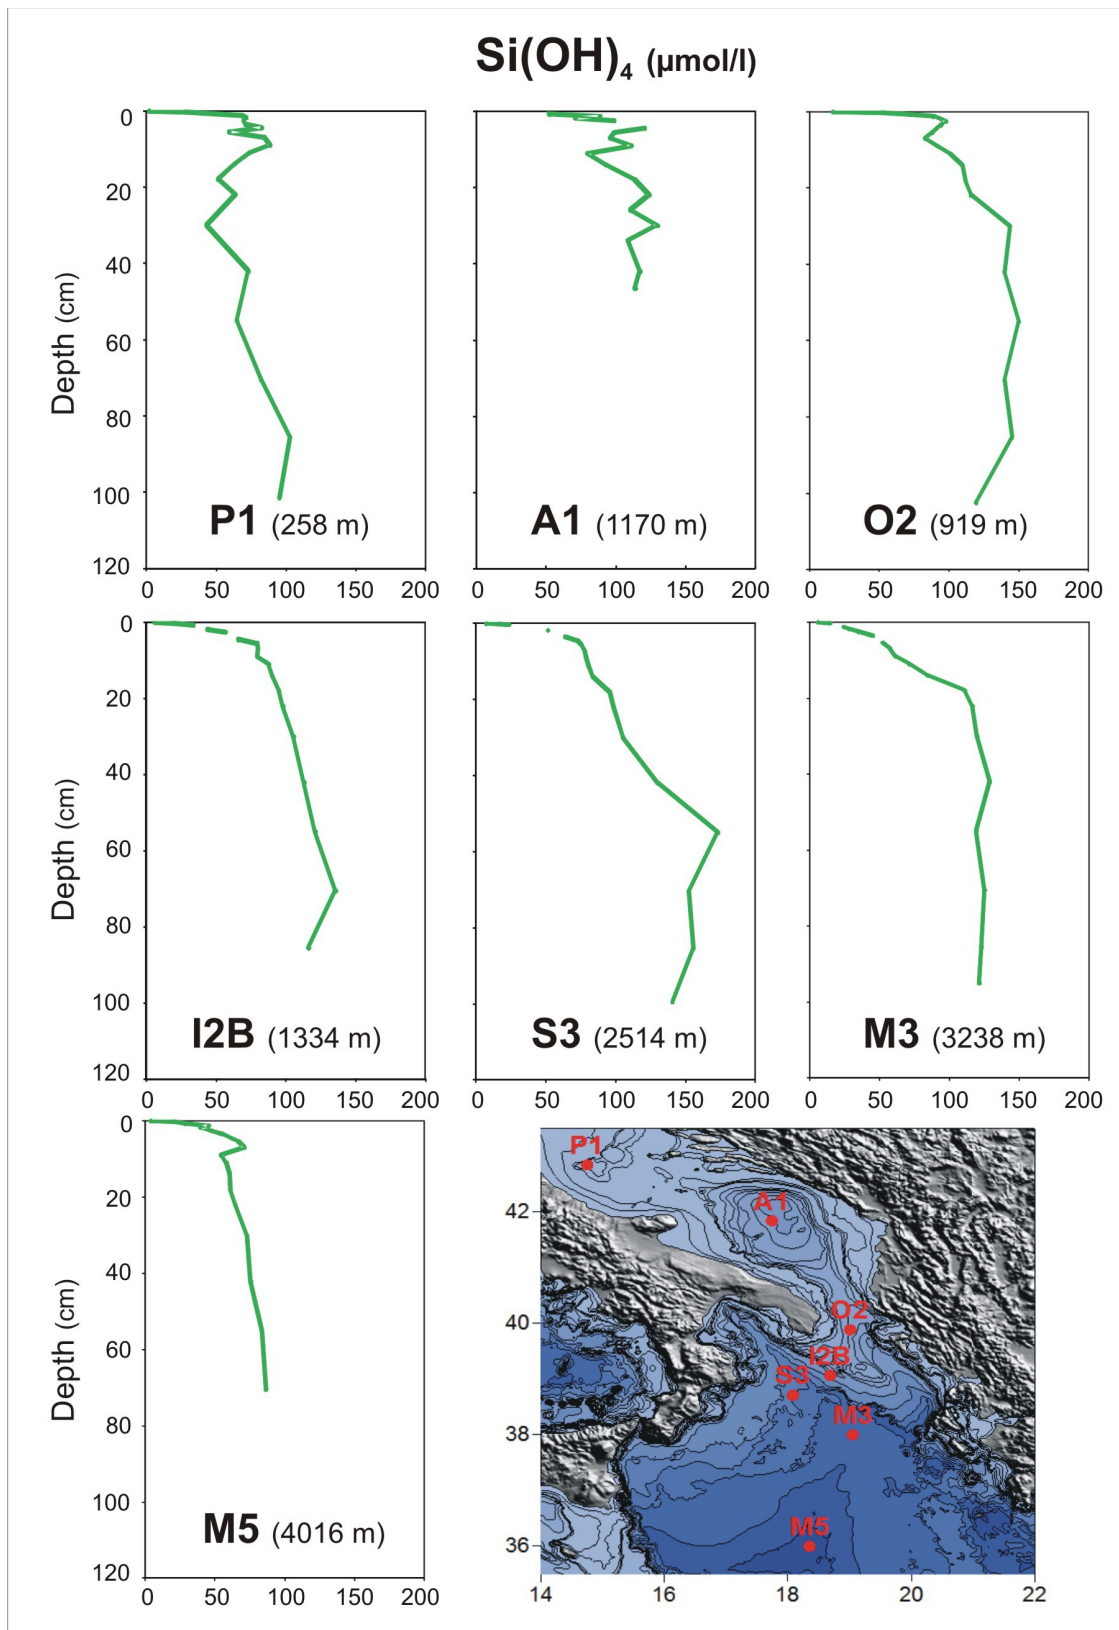 Si(OH)₄ (µmol/l)
0
20
40
60
80
100
120
Depth (cm)
P1 (258 m)
A1 (1170 m)
O2 (919 m)
0 50 100 150 200
0 50 100 150 200
0 50 100 150 200
0
20
40
60
80
100
120
Depth (cm)
I2B (1334 m)
S3 (2514 m)
M3 (3238 m)
0 50 100 150 200
0 50 100 150 200
0 50 100 150 200
0
20
40
60
80
100
120
Depth (cm)
M5 (4016 m)
0 50 100 150 200
P1
A1
O2
I2B
S3
M3
M5
42
40
38
36
14 16 18 20 22